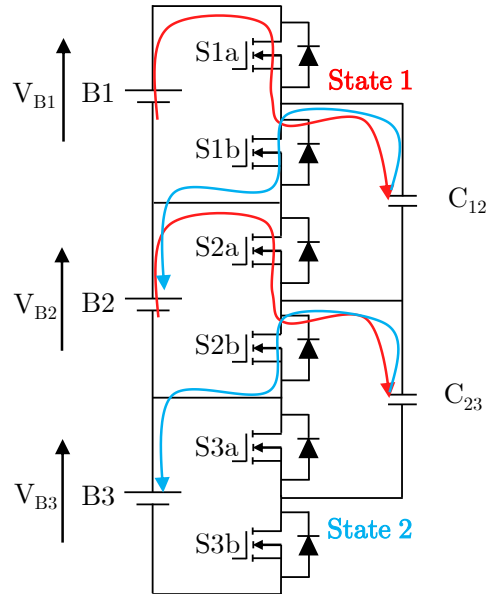 S1a
State 1
V_B1
B1
S1b
C_12
S2a
V_B2
B2
S2b
C_23
S3a
V_B3
B3
S3b
State 2